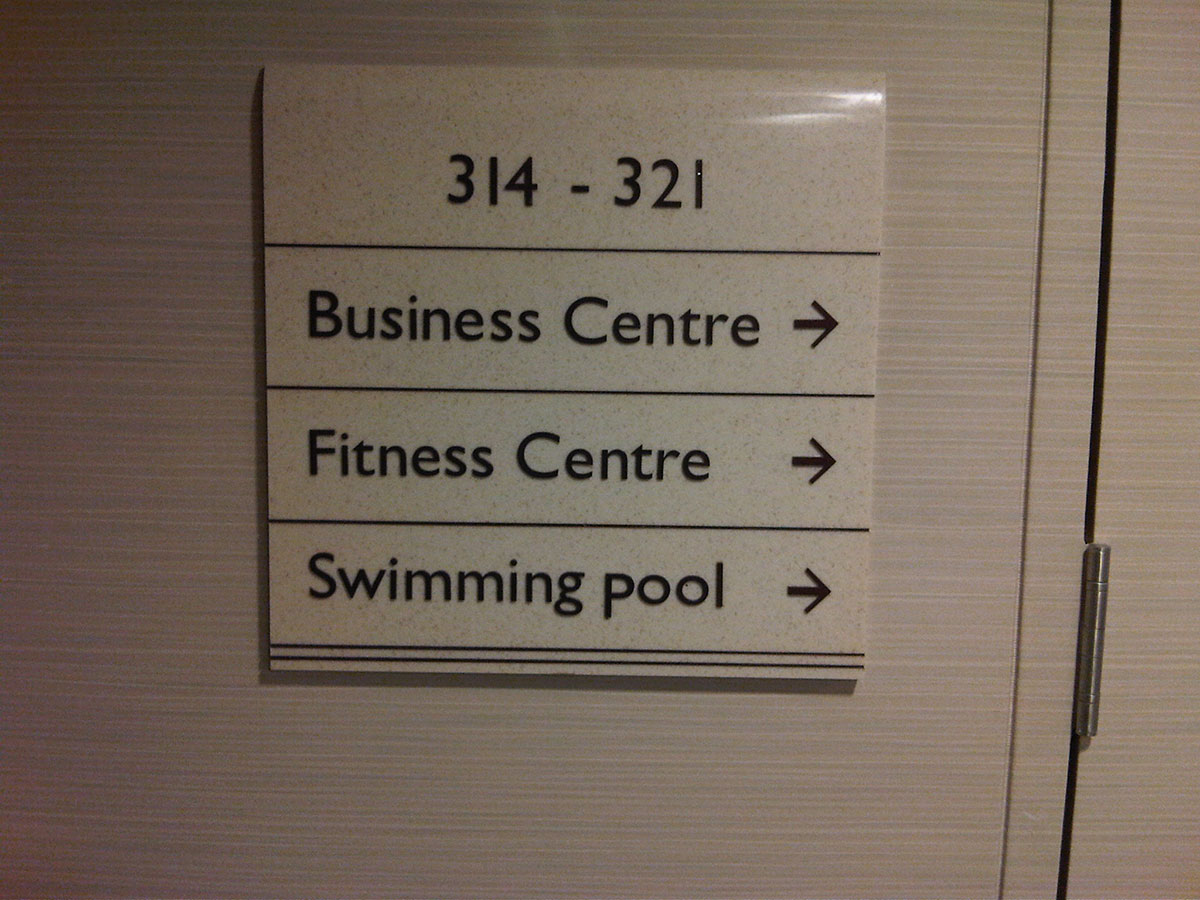 314 - 321
Business Centre →
Fitness Centre →
Swimming pool →